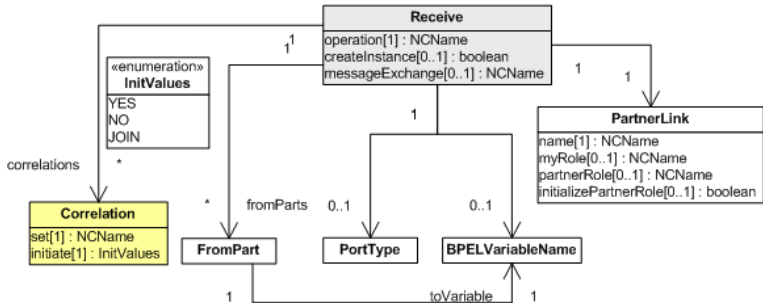 Receive
operation[1] : NCName
createInstance[0..1] : boolean
messageExchange[0..1] : NCName
1
1
1
«enumeration»
InitValues
YES
NO
JOIN
1
1
1
PartnerLink
name[1] : NCName
myRole[0..1] : NCName
partnerRole[0..1] : NCName
initializePartnerRole[0..1] : boolean
correlations
*
Correlation
set[1] : NCName
initiate[1] : InitValues
*
fromParts
0..1
0..1
FromPart
PortType
BPELVariableName
1
toVariable
1